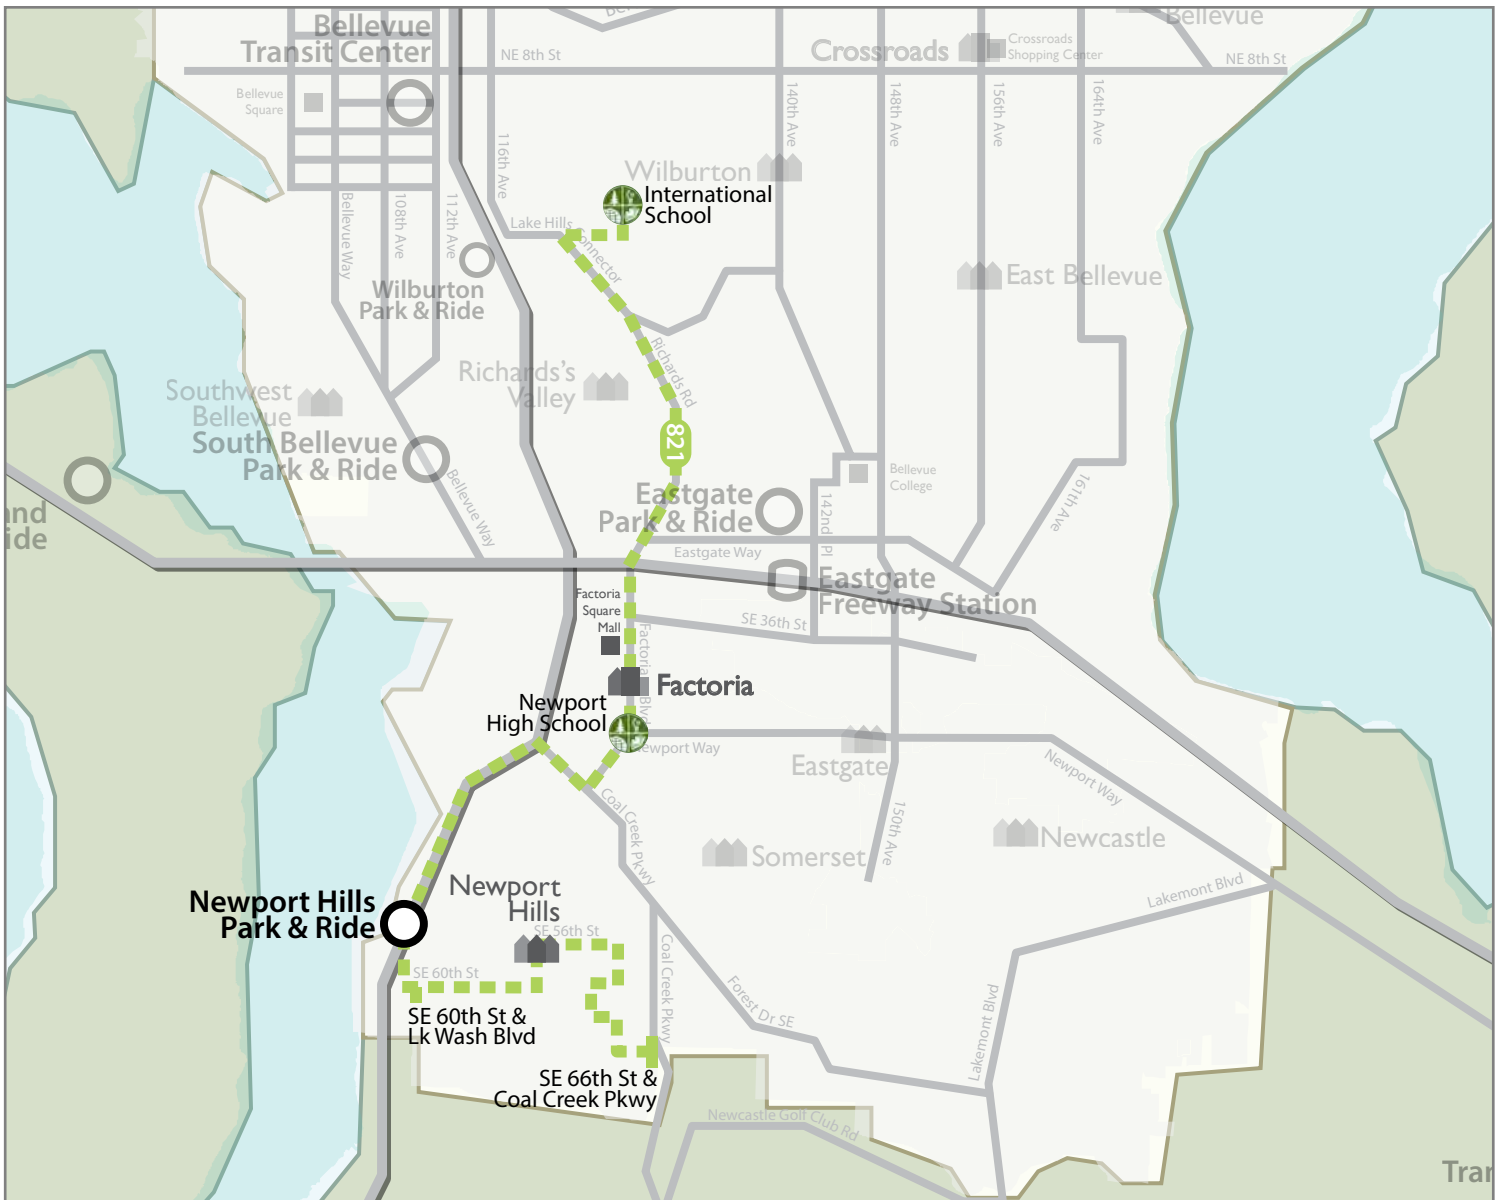 Bellevue
Transit Center
NE 8th St
Crossroads
Crossroads
Shopping Center
Bellevue
NE 8th St
Bellevue
Square
116th Ave
140th Ave
148th Ave
156th Ave
164th Ave
Wilburton
International
School
Bellevue Way
108th Ave
112th Ave
Lake Hills Connector
Wilburton
Park & Ride
East Bellevue
Richards Rd
Richards's
Valley
Southwest
Bellevue
South Bellevue
Park & Ride
821
Bellevue Way
Bellevue
College
Eastgate
Park & Ride
142nd Pl
161th Ave
and
ide
Eastgate Way
Eastgate
Freeway Station
Factoria
Square
Mall
SE 36th St
Factoria Blvd
Factoria
Newport
High School
Newport Way
Eastgate
Newport Way
Coal Creek Pkwy
150th Ave
Somerset
Newcastle
Newport Hills
Park & Ride
Newport
Hills
SE 56th St
Lakemont Blvd
SE 60th St
Coal Creek Pkwy
Forest Dr SE
Lakemont Blvd
SE 60th St &
Lk Wash Blvd
SE 66th St &
Coal Creek Pkwy
Newcastle Golf Club Rd